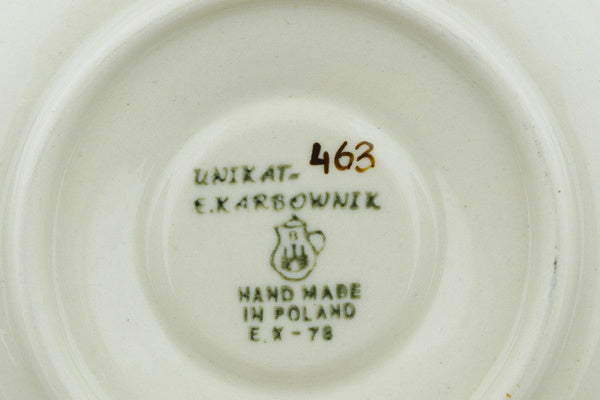 UNIKAT- 463
E.KARBOWNIK
HAND MADE
IN POLAND
E.K-78